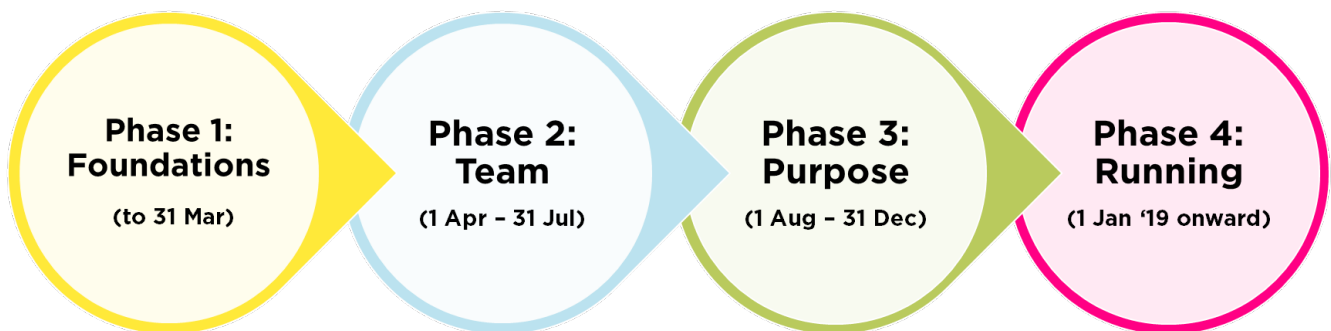 Phase 1:
Foundations
(to 31 Mar)
Phase 2:
Team
(1 Apr – 31 Jul)
Phase 3:
Purpose
(1 Aug – 31 Dec)
Phase 4:
Running
(1 Jan ‘19 onward)